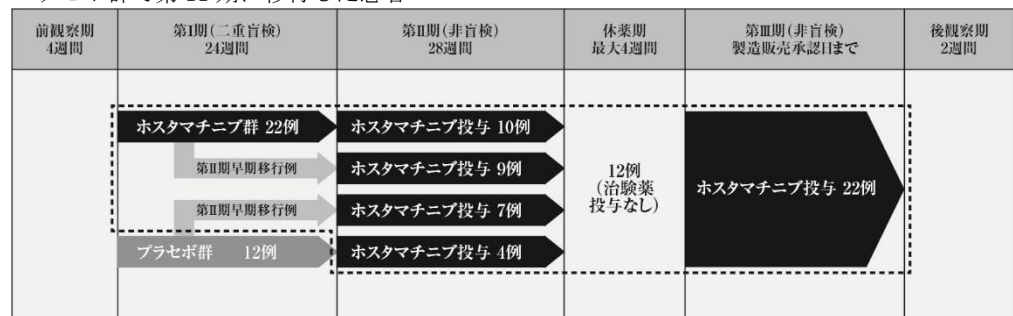 前観察期
4週間
第Ⅰ期(二重盲検)
24週間
第Ⅱ期(非盲検)
28週間
休薬期
最大4週間
第Ⅲ期(非盲検)
製造販売承認日まで
後観察期
2週間
ホスタマチニブ群 22例
ホスタマチニブ投与 10例
第Ⅱ期早期移行例
ホスタマチニブ投与 9例
第Ⅱ期早期移行例
ホスタマチニブ投与 7例
プラセボ群 12例
ホスタマチニブ投与 4例
12例
(治験薬
投与なし)
ホスタマチニブ投与 22例